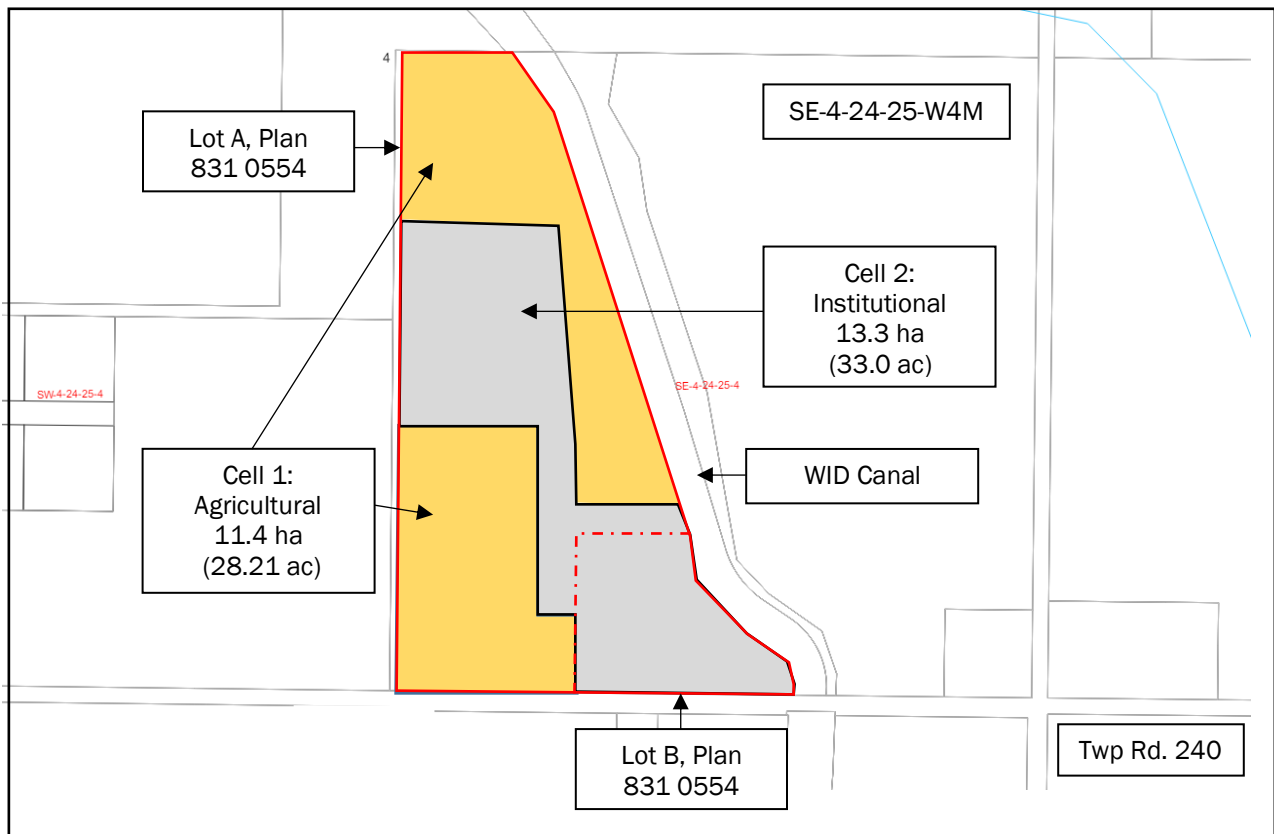 4
SE-4-24-25-W4M
Lot A, Plan
831 0554
Cell 2:
Institutional
13.3 ha
(33.0 ac)
SW-4-24-25-4
SE-4-24-25-4
Cell 1:
Agricultural
11.4 ha
(28.21 ac)
WID Canal
Lot B, Plan
831 0554
Twp Rd. 240